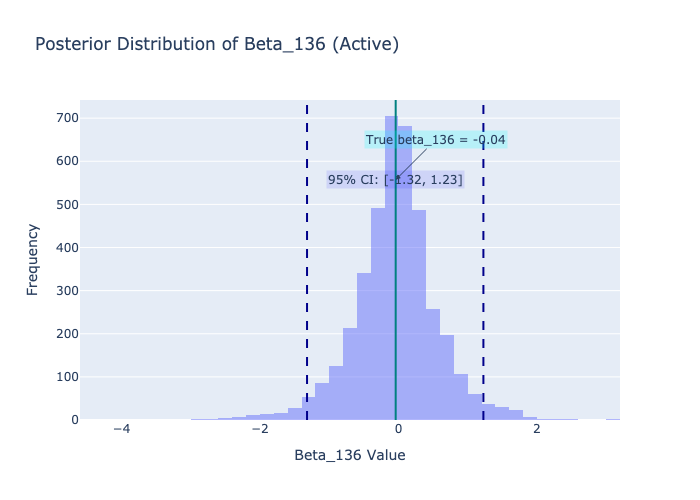 Posterior Distribution of Beta_136 (Active)
700
600
500
400
300
200
100
0
Frequency
True beta_136 = -0.04
95% CI: [-1.32, 1.23]
−4
−2
0
2
Beta_136 Value